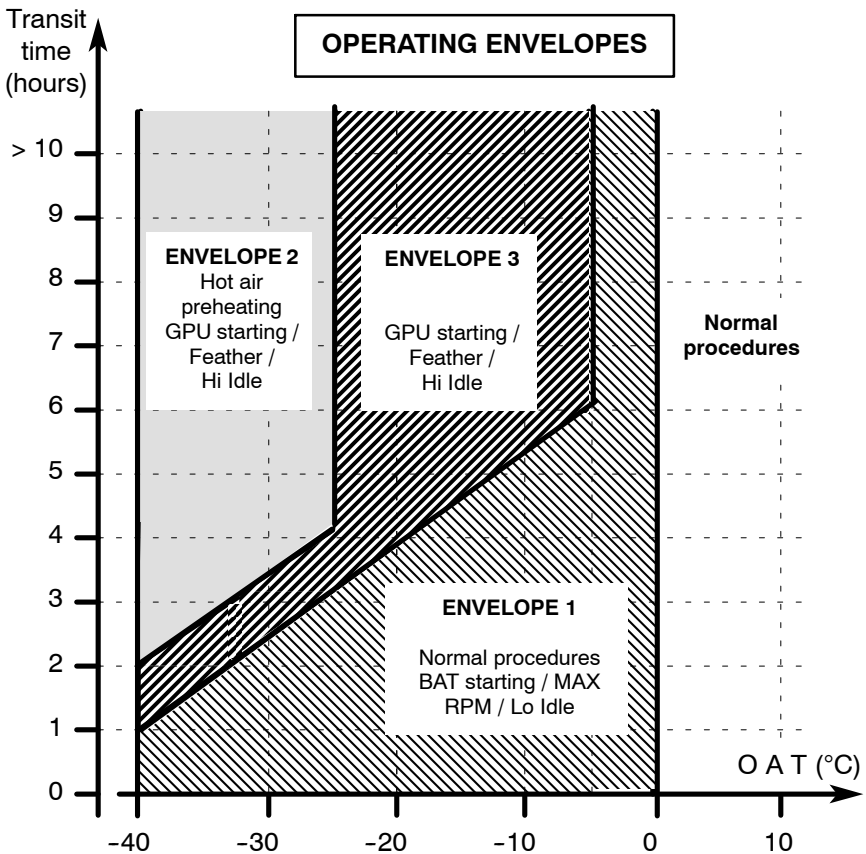 Transit
time
(hours)
OPERATING ENVELOPES
> 10
9
8
7
6
5
4
3
2
1
0
ENVELOPE 2
Hot air
preheating
GPU starting /
Feather /
Hi Idle
ENVELOPE 3
GPU starting /
Feather /
Hi Idle
Normal
procedures
ENVELOPE 1
Normal procedures
BAT starting / MAX
RPM / Lo Idle
O A T (°C)
-40 -30 -20 -10 0 10